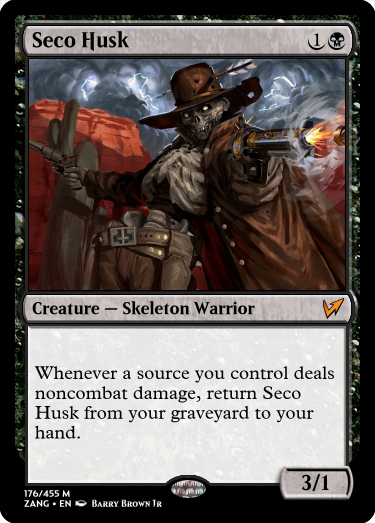 Seco Husk 1
Creature — Skeleton Warrior
Whenever a source you control deals
noncombat damage, return Seco
Husk from your graveyard to your
hand.
3/1
176/455 M
ZANG • EN Barry Brown Jr